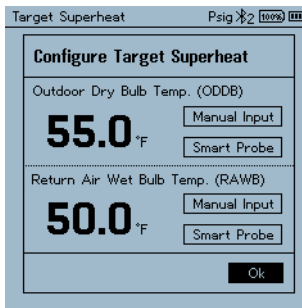 Target Superheat Psig 2 100%
Configure Target Superheat
Outdoor Dry Bulb Temp. (ODDB)
55.0 °F
Manual Input
Smart Probe
Return Air Wet Bulb Temp. (RAWB)
50.0 °F
Manual Input
Smart Probe
Ok